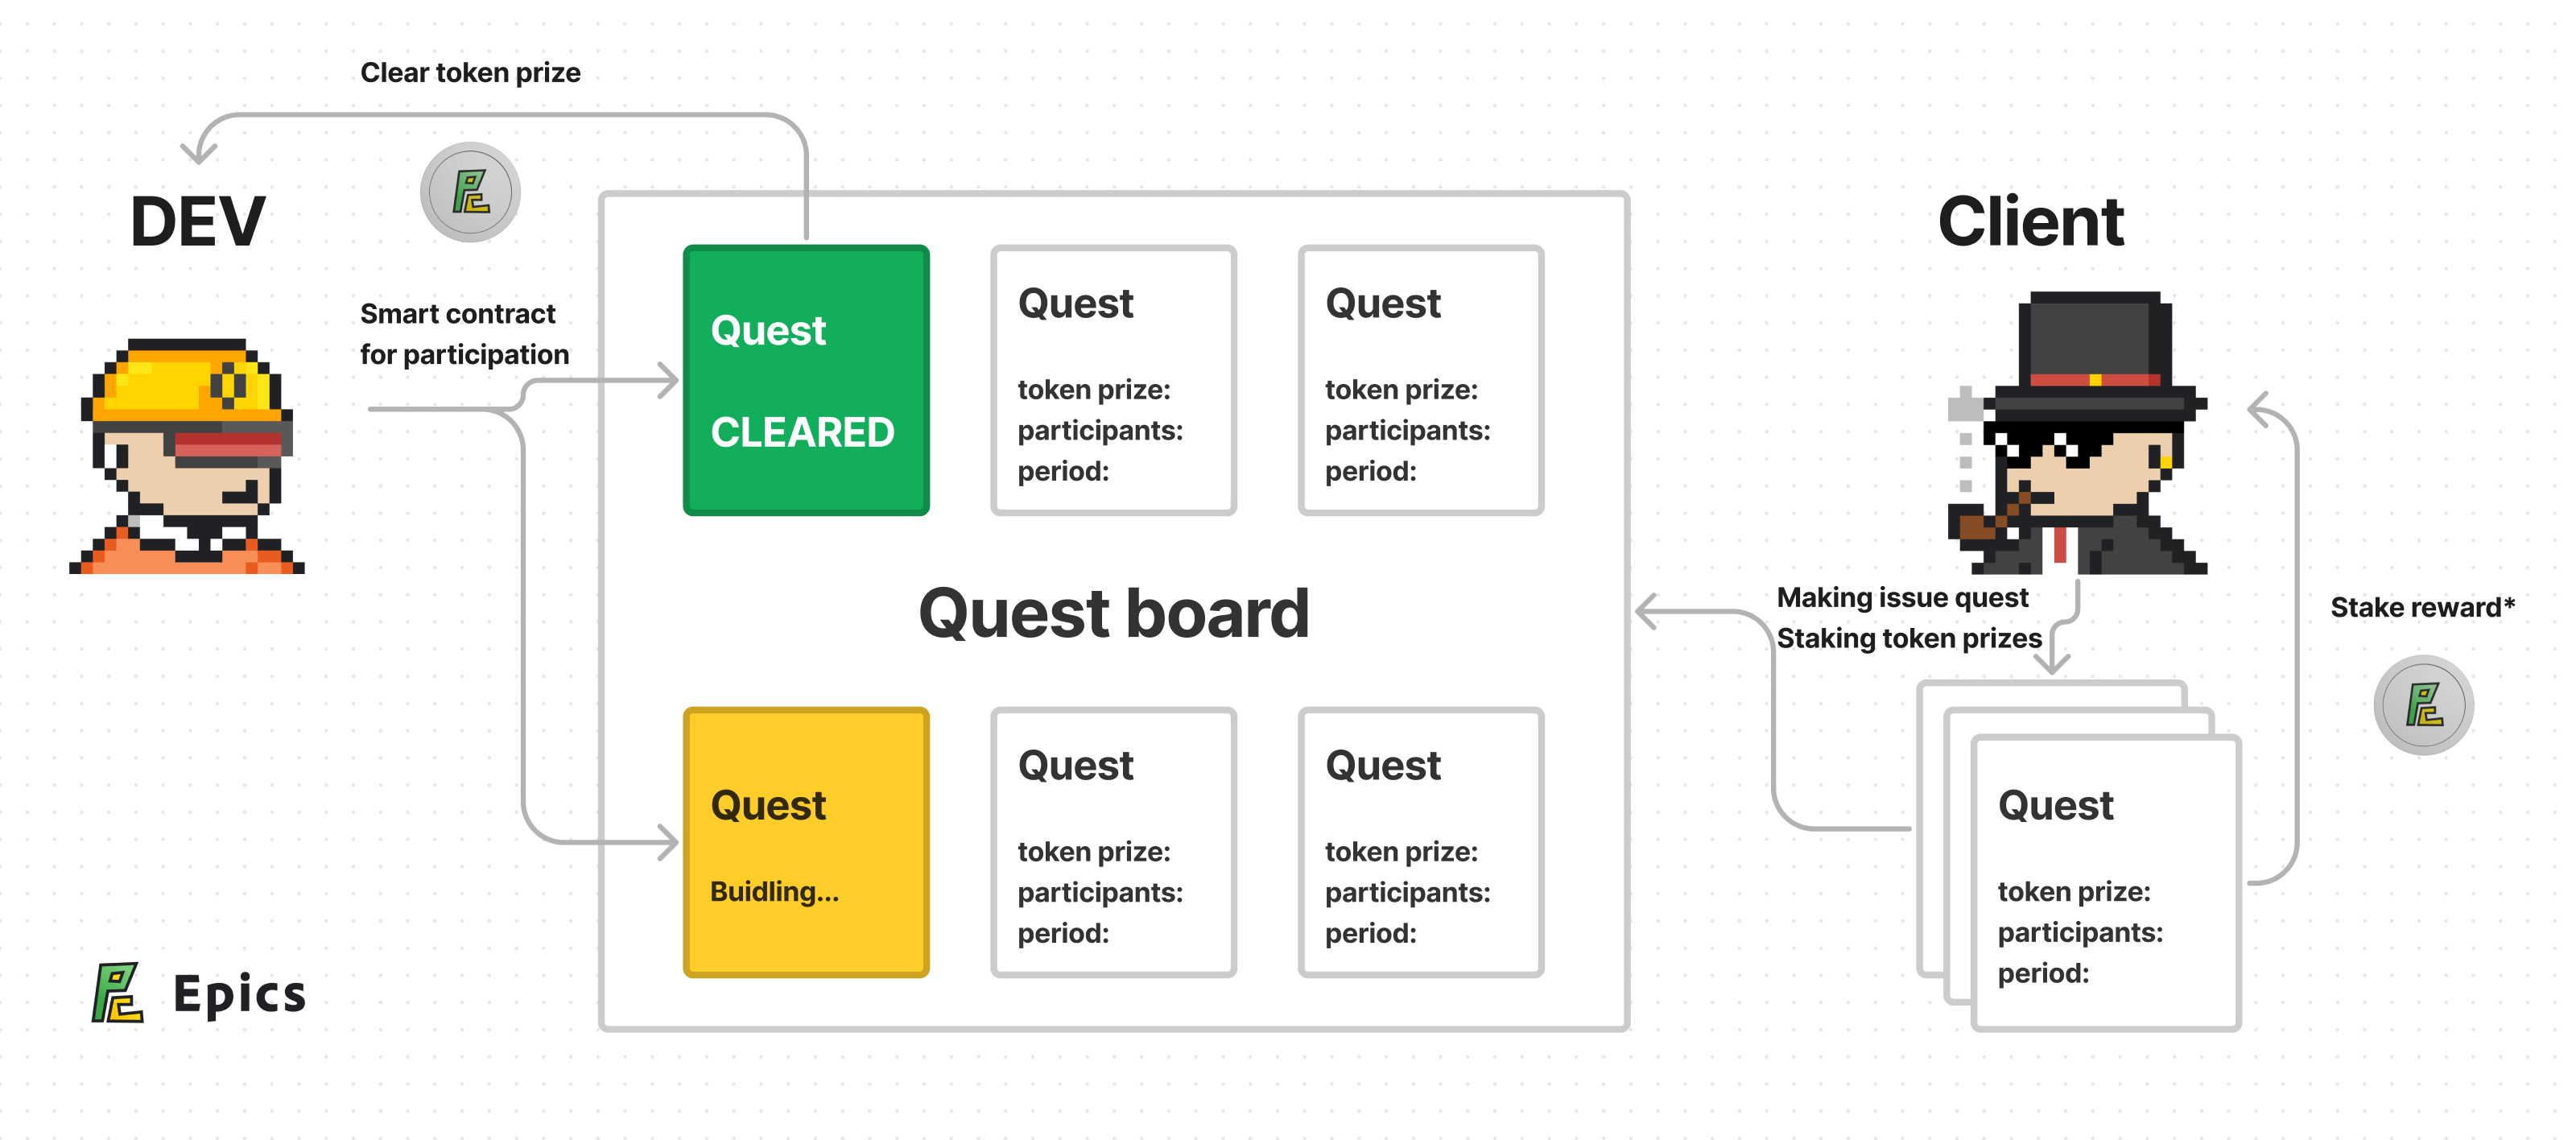 Clear token prize
DEV
Smart contract
for participation
Quest
CLEARED
Quest
token prize:
participants:
period:
Quest
token prize:
participants:
period:
Quest board
Quest
Buidling...
Quest
token prize:
participants:
period:
Quest
token prize:
participants:
period:
Client
Making issue quest
Staking token prizes
Stake reward*
Quest
token prize:
participants:
period:
Epics